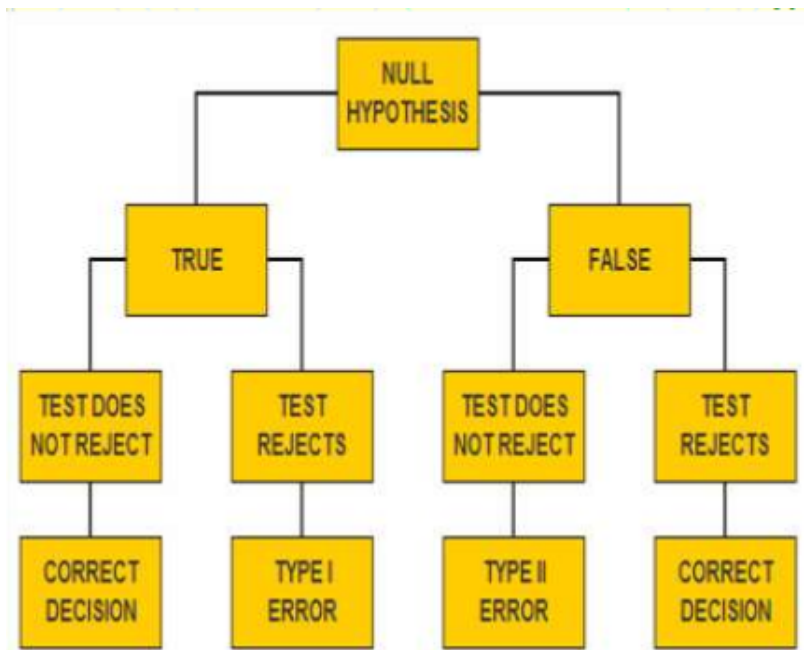 NULL
HYPOTHESIS
TRUE
FALSE
TEST DOES
NOT REJECT
TEST
REJECTS
TEST DOES
NOT REJECT
TEST
REJECTS
CORRECT
DECISION
TYPE I
ERROR
TYPE II
ERROR
CORRECT
DECISION